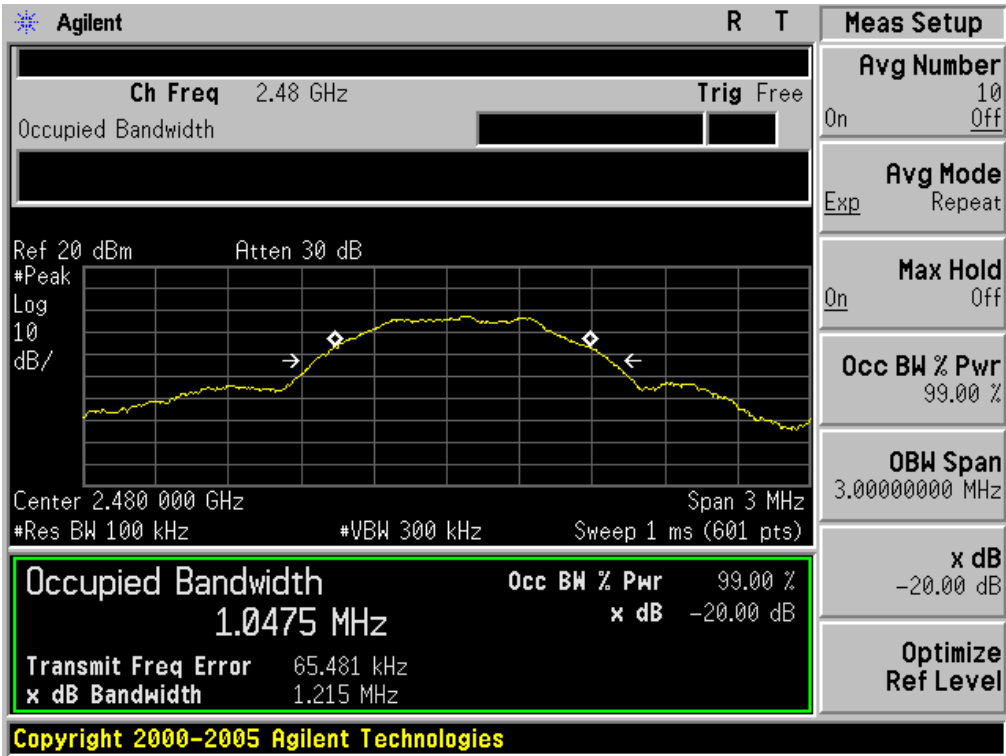 Agilent R T
Meas Setup
Ch Freq 2.48 GHz Trig Free
Occupied Bandwidth
Ref 20 dBm Atten 30 dB
#Peak
Log
10
dB/
Center 2.480 000 GHz Span 3 MHz
#Res BW 100 kHz #VBW 300 kHz Sweep 1 ms (601 pts)
Occupied Bandwidth Occ BW % Pwr 99.00 %
1.0475 MHz x dB -20.00 dB
Transmit Freq Error 65.481 kHz
x dB Bandwidth 1.215 MHz
Avg Number
10
On Off
Avg Mode
Exp Repeat
Max Hold
On Off
Occ BW % Pwr
99.00 %
OBW Span
3.00000000 MHz
x dB
-20.00 dB
Optimize
Ref Level
Copyright 2000-2005 Agilent Technologies